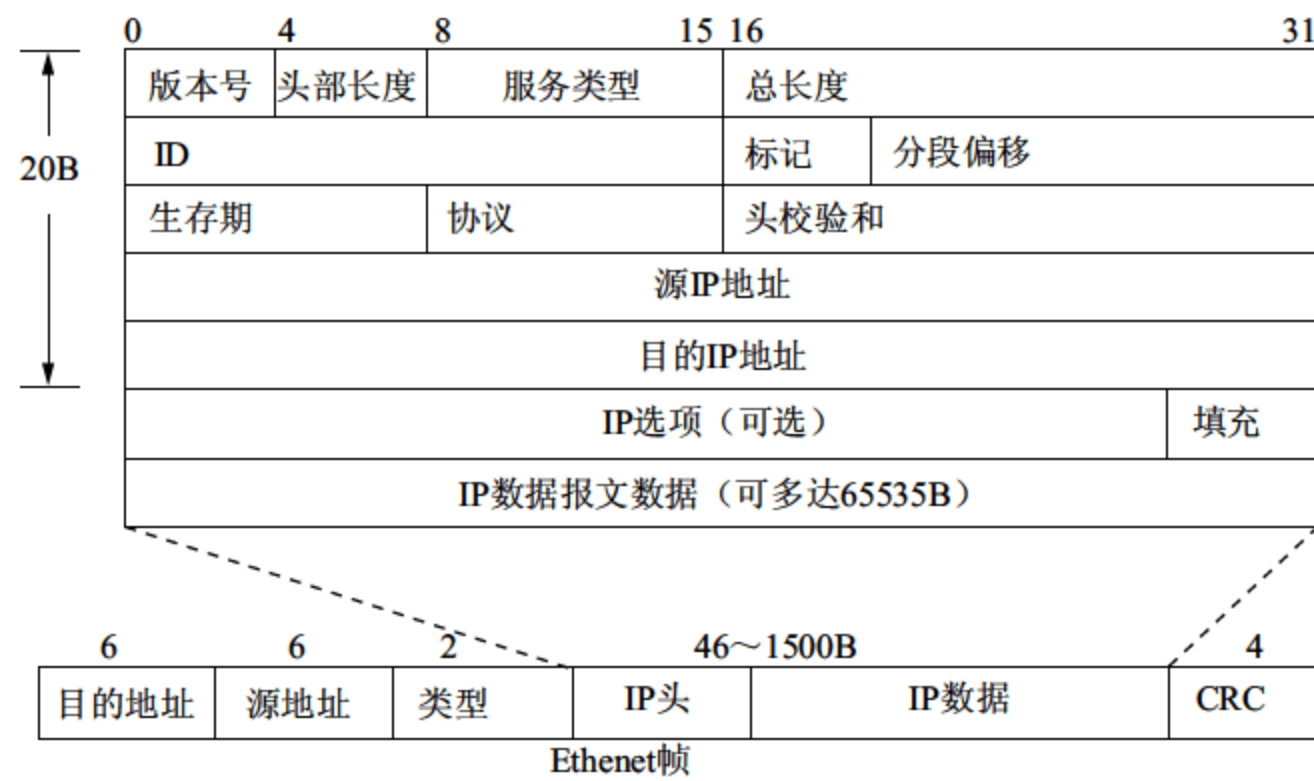 0 4 8 15 16 31
版本号 头部长度 服务类型 总长度
ID 标记 分段偏移
20B
生存期 协议 头校验和
源IP地址
目的IP地址
IP选项（可选） 填充
IP数据报文数据（可多达65535B）
6 6 2 46～1500B 4
目的地址 源地址 类型 IP头 IP数据 CRC
Ethenet帧